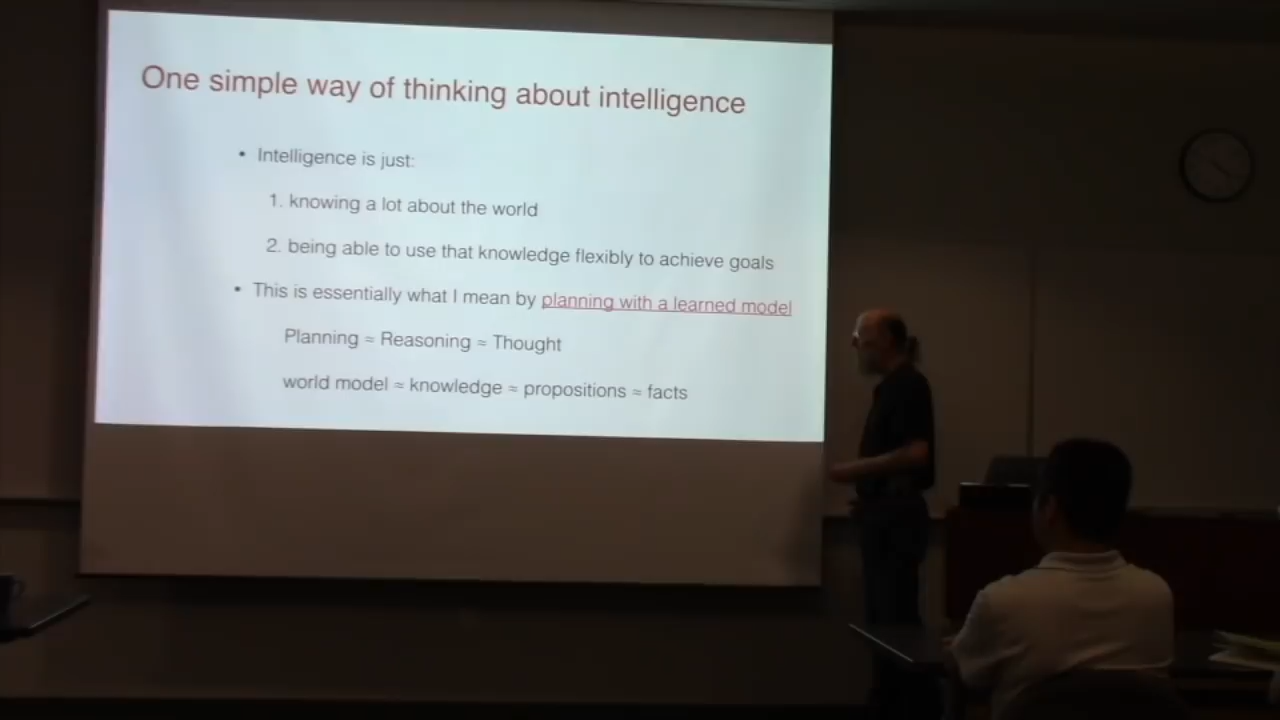 One simple way of thinking about intelligence
• Intelligence is just:
1. knowing a lot about the world
2. being able to use that knowledge flexibly to achieve goals
• This is essentially what I mean by planning with a learned model
Planning ≈ Reasoning ≈ Thought
world model ≈ knowledge ≈ propositions ≈ facts